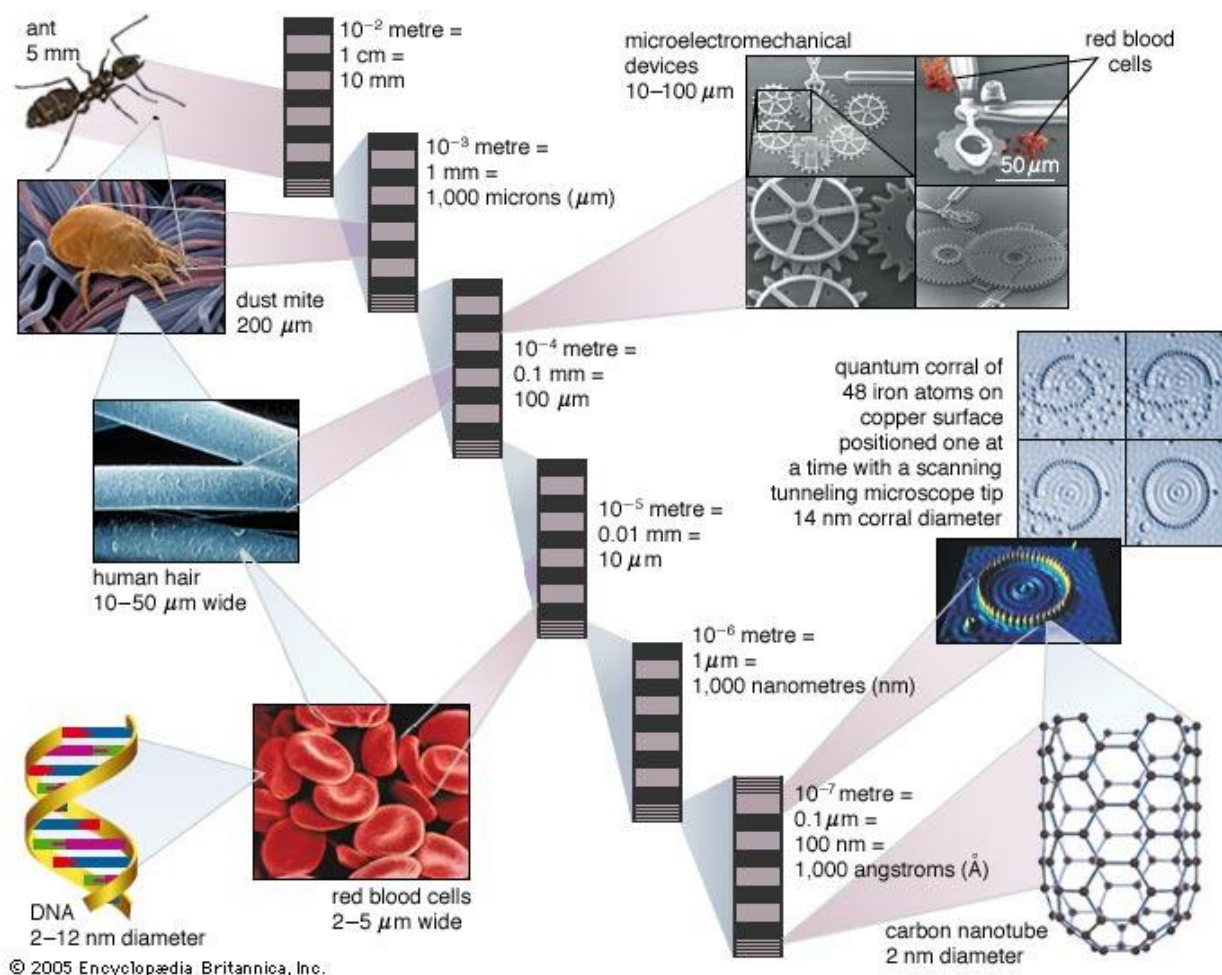 ant
5 mm
10⁻² metre =
1 cm =
10 mm
microelectromechanical
devices
10–100 μm
red blood
cells
50 μm
10⁻³ metre =
1 mm =
1,000 microns (μm)
dust mite
200 μm
10⁻⁴ metre =
0.1 mm =
100 μm
quantum corral of
48 iron atoms on
copper surface
positioned one at
a time with a scanning
tunneling microscope tip
14 nm corral diameter
human hair
10–50 μm wide
10⁻⁵ metre =
0.01 mm =
10 μm
10⁻⁶ metre =
1 μm =
1,000 nanometres (nm)
10⁻⁷ metre =
0.1 μm =
100 nm =
1,000 angstroms (Å)
DNA
2–12 nm diameter
red blood cells
2–5 μm wide
carbon nanotube
2 nm diameter
© 2005 Encyclopædia Britannica, Inc.